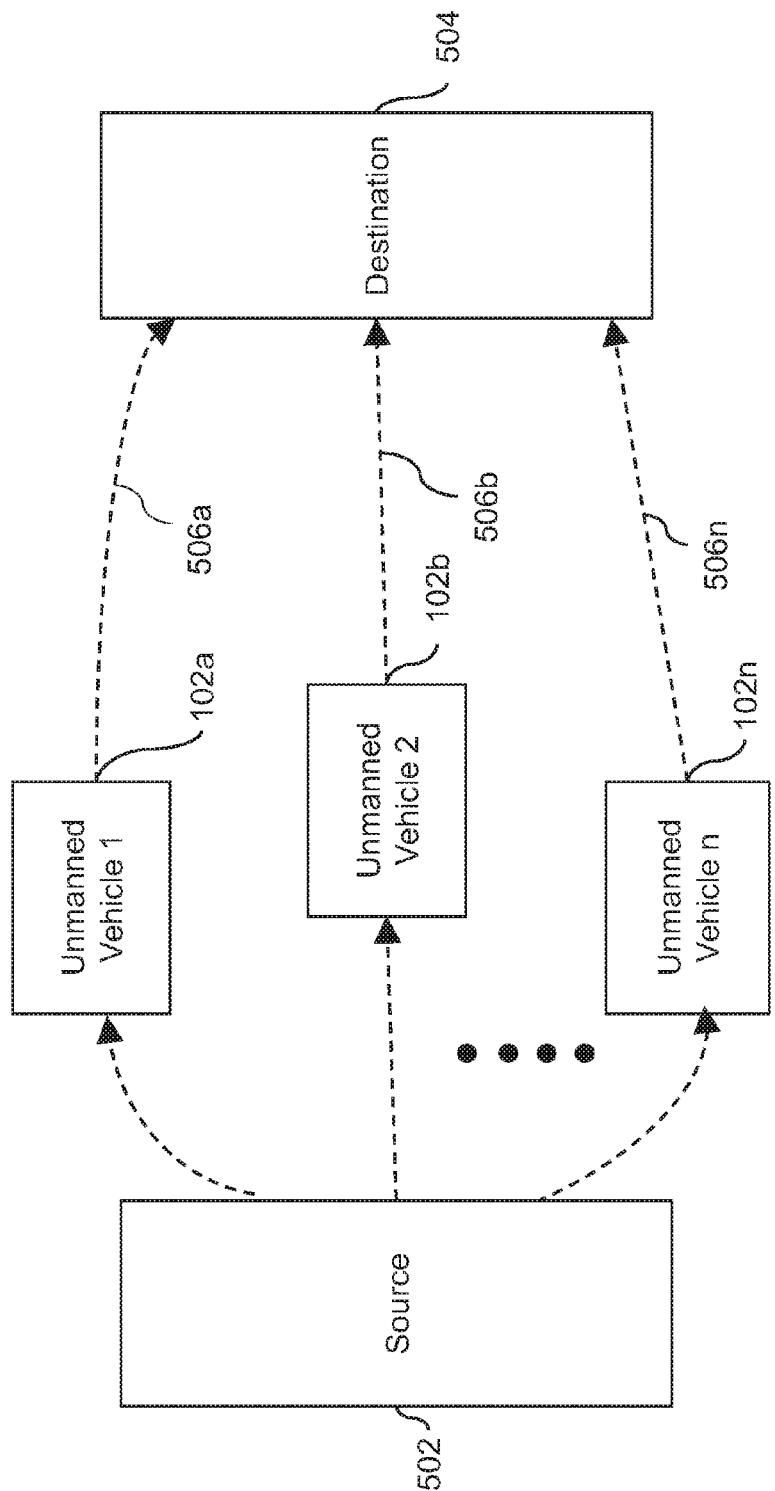 502
Source
Unmanned
Vehicle 1
102a
506a
Unmanned
Vehicle 2
102b
506b
Unmanned
Vehicle n
102n
506n
Destination
504